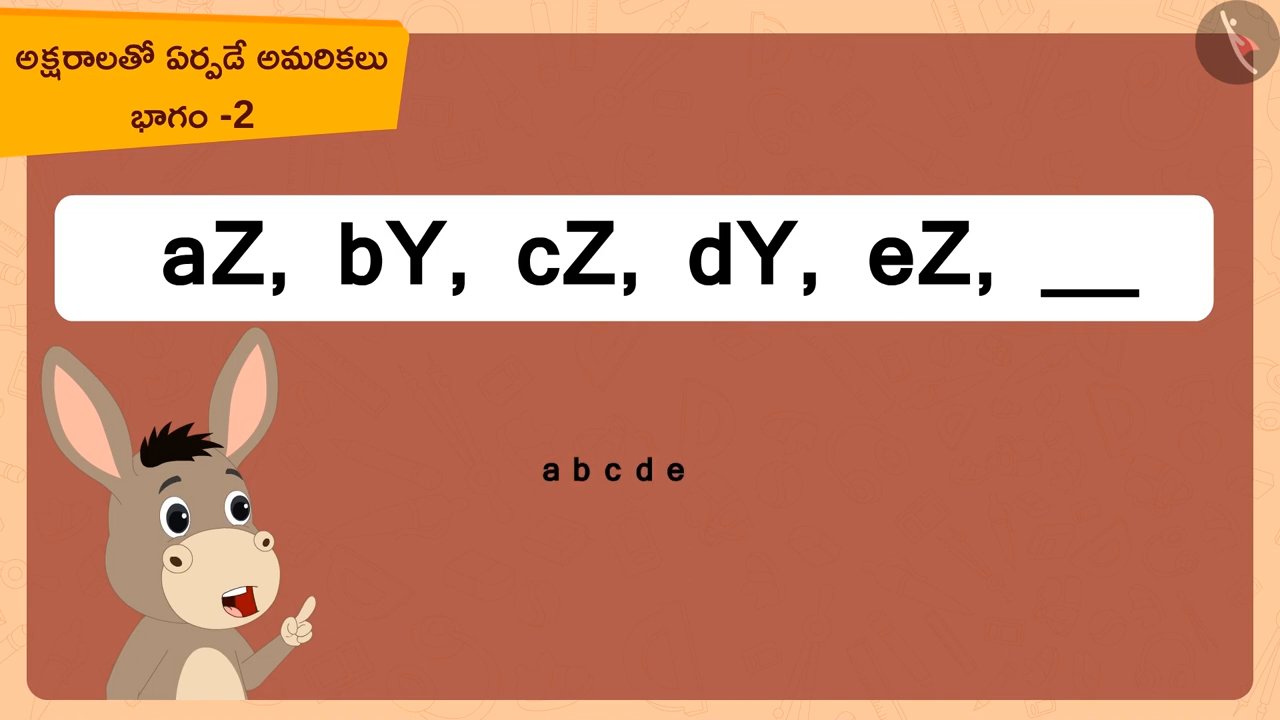 అక్షరాలతో ఏర్పడే అమరికలు
భాగం -2
aZ, bY, cZ, dY, eZ, __
a b c d e